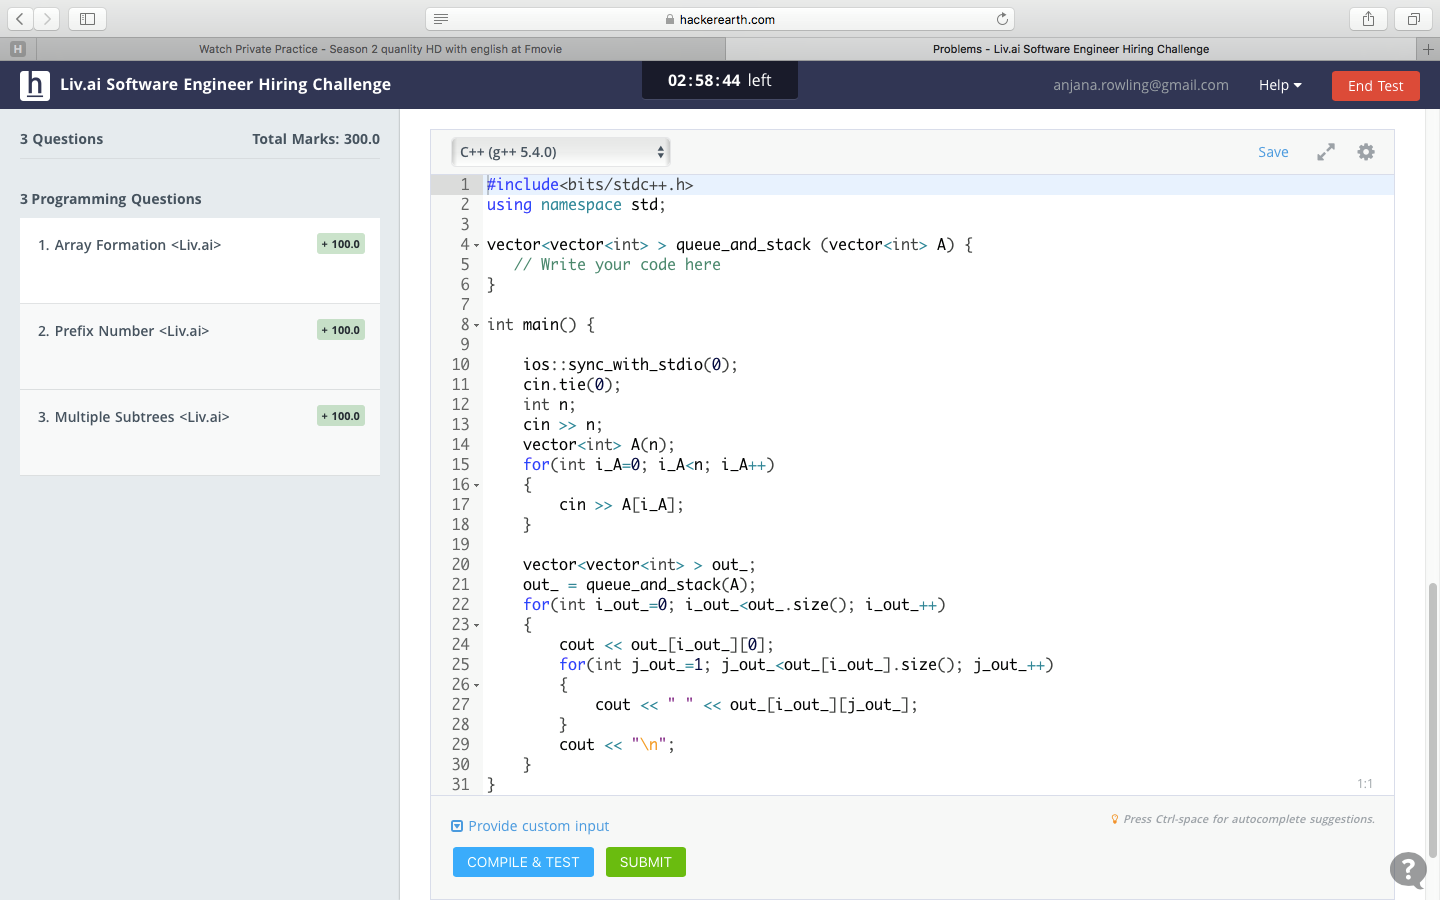 hackerearth.com
H
Watch Private Practice - Season 2 quanlity HD with english at Fmovie
Problems - Liv.ai Software Engineer Hiring Challenge
h Liv.ai Software Engineer Hiring Challenge
02:58:44 left
anjana.rowling@gmail.com
Help
End Test
3 Questions
Total Marks: 300.0
3 Programming Questions
1. Array Formation <Liv.ai>
+ 100.0
2. Prefix Number <Liv.ai>
+ 100.0
3. Multiple Subtrees <Liv.ai>
+ 100.0
C++ (g++ 5.4.0)
Save
1 #include<bits/stdc++.h>
2 using namespace std;
3
4 vector<vector<int> > queue_and_stack (vector<int> A) {
5    // Write your code here
6 }
7
8 int main() {
9
10     ios::sync_with_stdio(0);
11     cin.tie(0);
12     int n;
13     cin >> n;
14     vector<int> A(n);
15     for(int i_A=0; i_A<n; i_A++)
16     {
17         cin >> A[i_A];
18     }
19
20     vector<vector<int> > out_;
21     out_ = queue_and_stack(A);
22     for(int i_out_=0; i_out_<out_.size(); i_out_++)
23     {
24         cout << out_[i_out_][0];
25         for(int j_out_=1; j_out_<out_[i_out_].size(); j_out_++)
26         {
27             cout << " " << out_[i_out_][j_out_];
28         }
29         cout << "\n";
30     }
31 }
1:1
Provide custom input
Press Ctrl-space for autocomplete suggestions.
COMPILE & TEST
SUBMIT
?